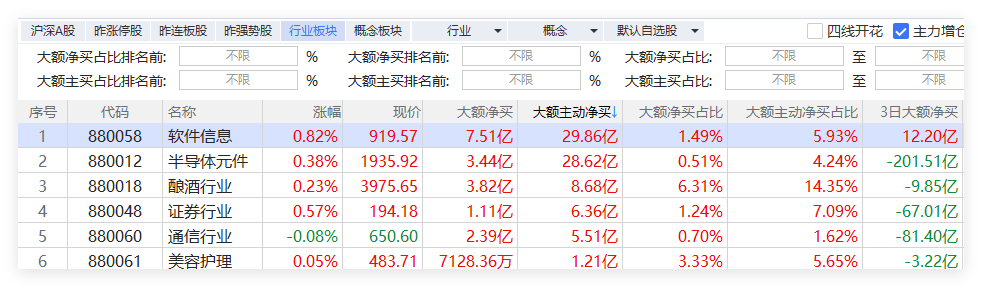 沪深A股 昨涨停股 昨连板股 昨强势股 行业板块 概念板块 行业 概念 默认自选股 四线开花 主力增仓
大额净买占比排名前: 不限 % 大额净买排名前: 不限 % 大额净买占比: 不限 至 不限
大额主买占比排名前: 不限 % 大额主买排名前: 不限 % 大额主买占比: 不限 至 不限
序号 代码 名称 涨幅 现价 大额净买 大额主动净买↓ 大额净买占比 大额主动净买占比 3日大额净买
1 880058 软件信息 0.82% 919.57 7.51亿 29.86亿 1.49% 5.93% 12.20亿
2 880012 半导体元件 0.38% 1935.92 3.44亿 28.62亿 0.51% 4.24% -201.51亿
3 880018 酿酒行业 0.23% 3975.65 3.82亿 8.68亿 6.31% 14.35% -9.85亿
4 880048 证券行业 0.57% 194.18 1.11亿 6.36亿 1.24% 7.09% -67.01亿
5 880060 通信行业 -0.08% 650.60 2.39亿 5.51亿 0.70% 1.62% -81.40亿
6 880061 美容护理 0.05% 483.71 7128.36万 1.21亿 3.33% 5.65% -3.22亿